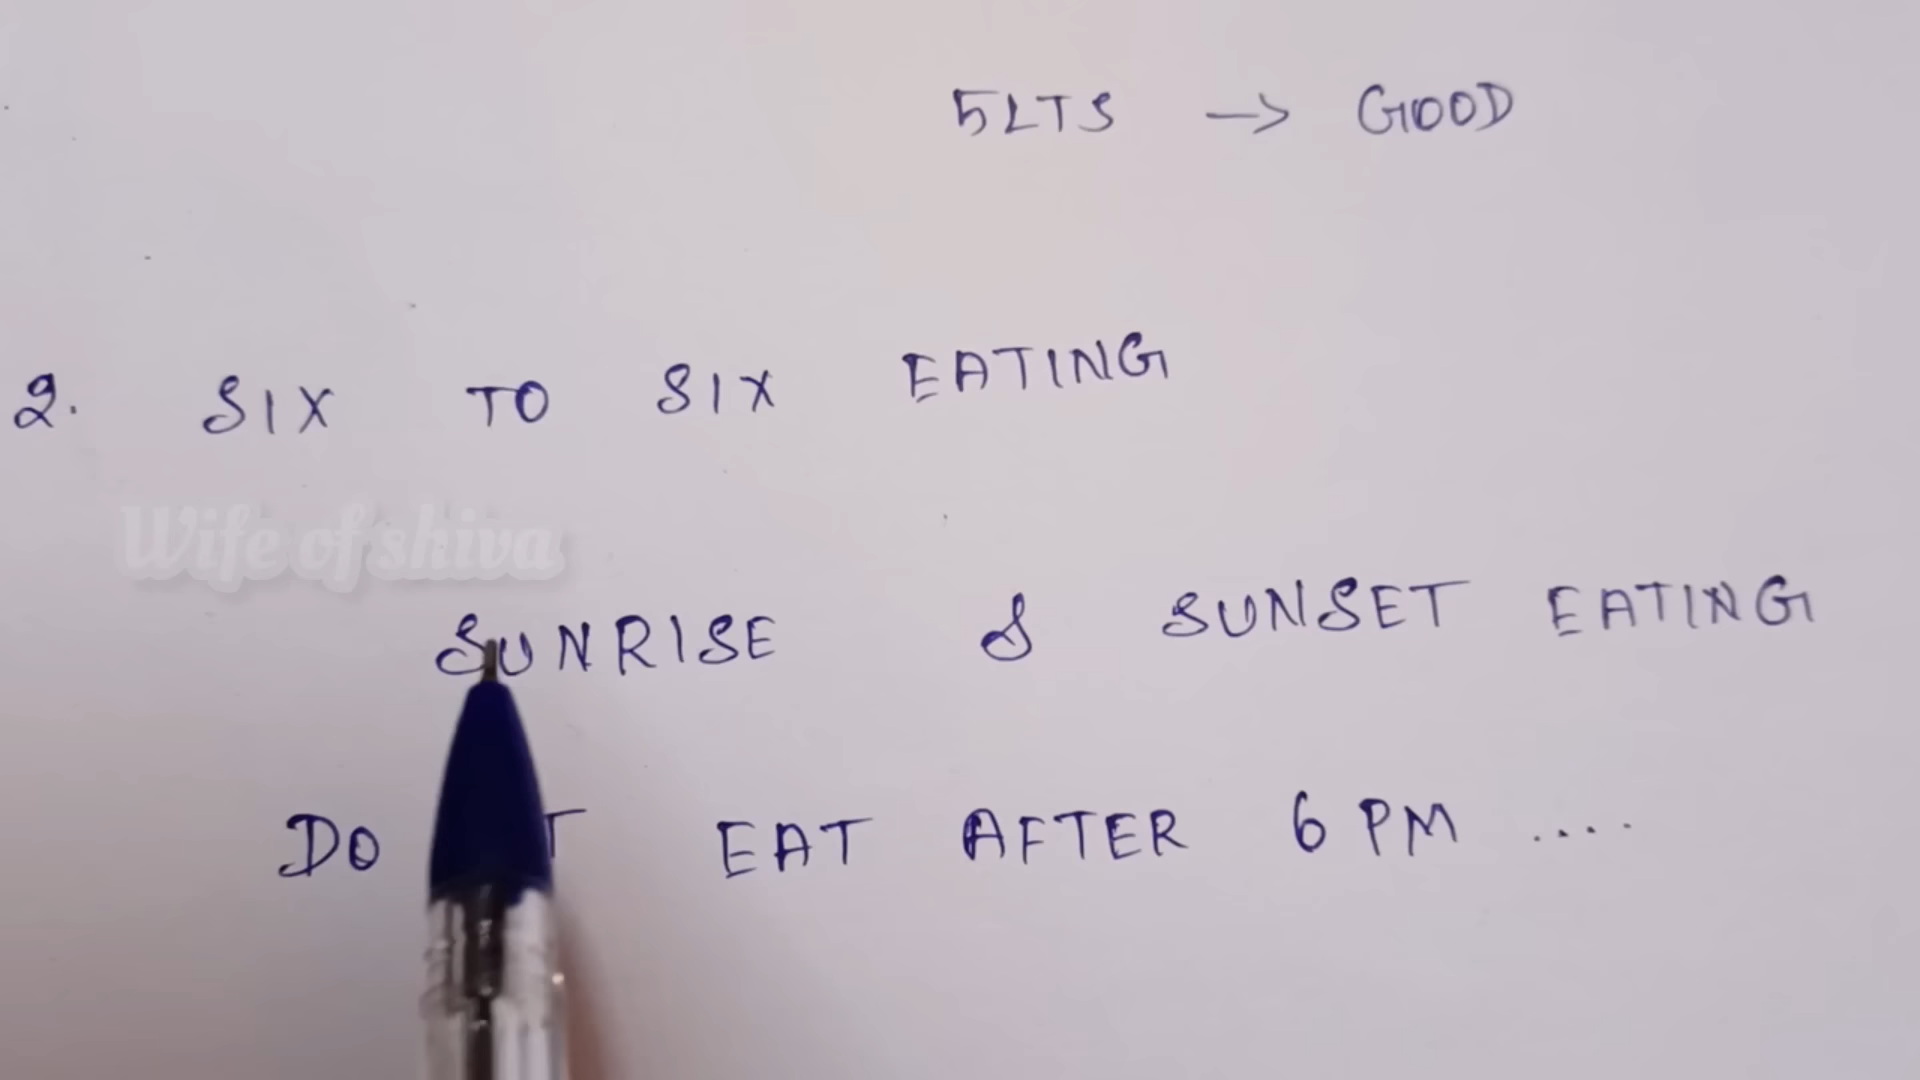 5LTS -> GOOD
2. SIX TO SIX EATING
Wife of shiva
SUNRISE & SUNSET EATING
DO EAT AFTER 6 PM ....